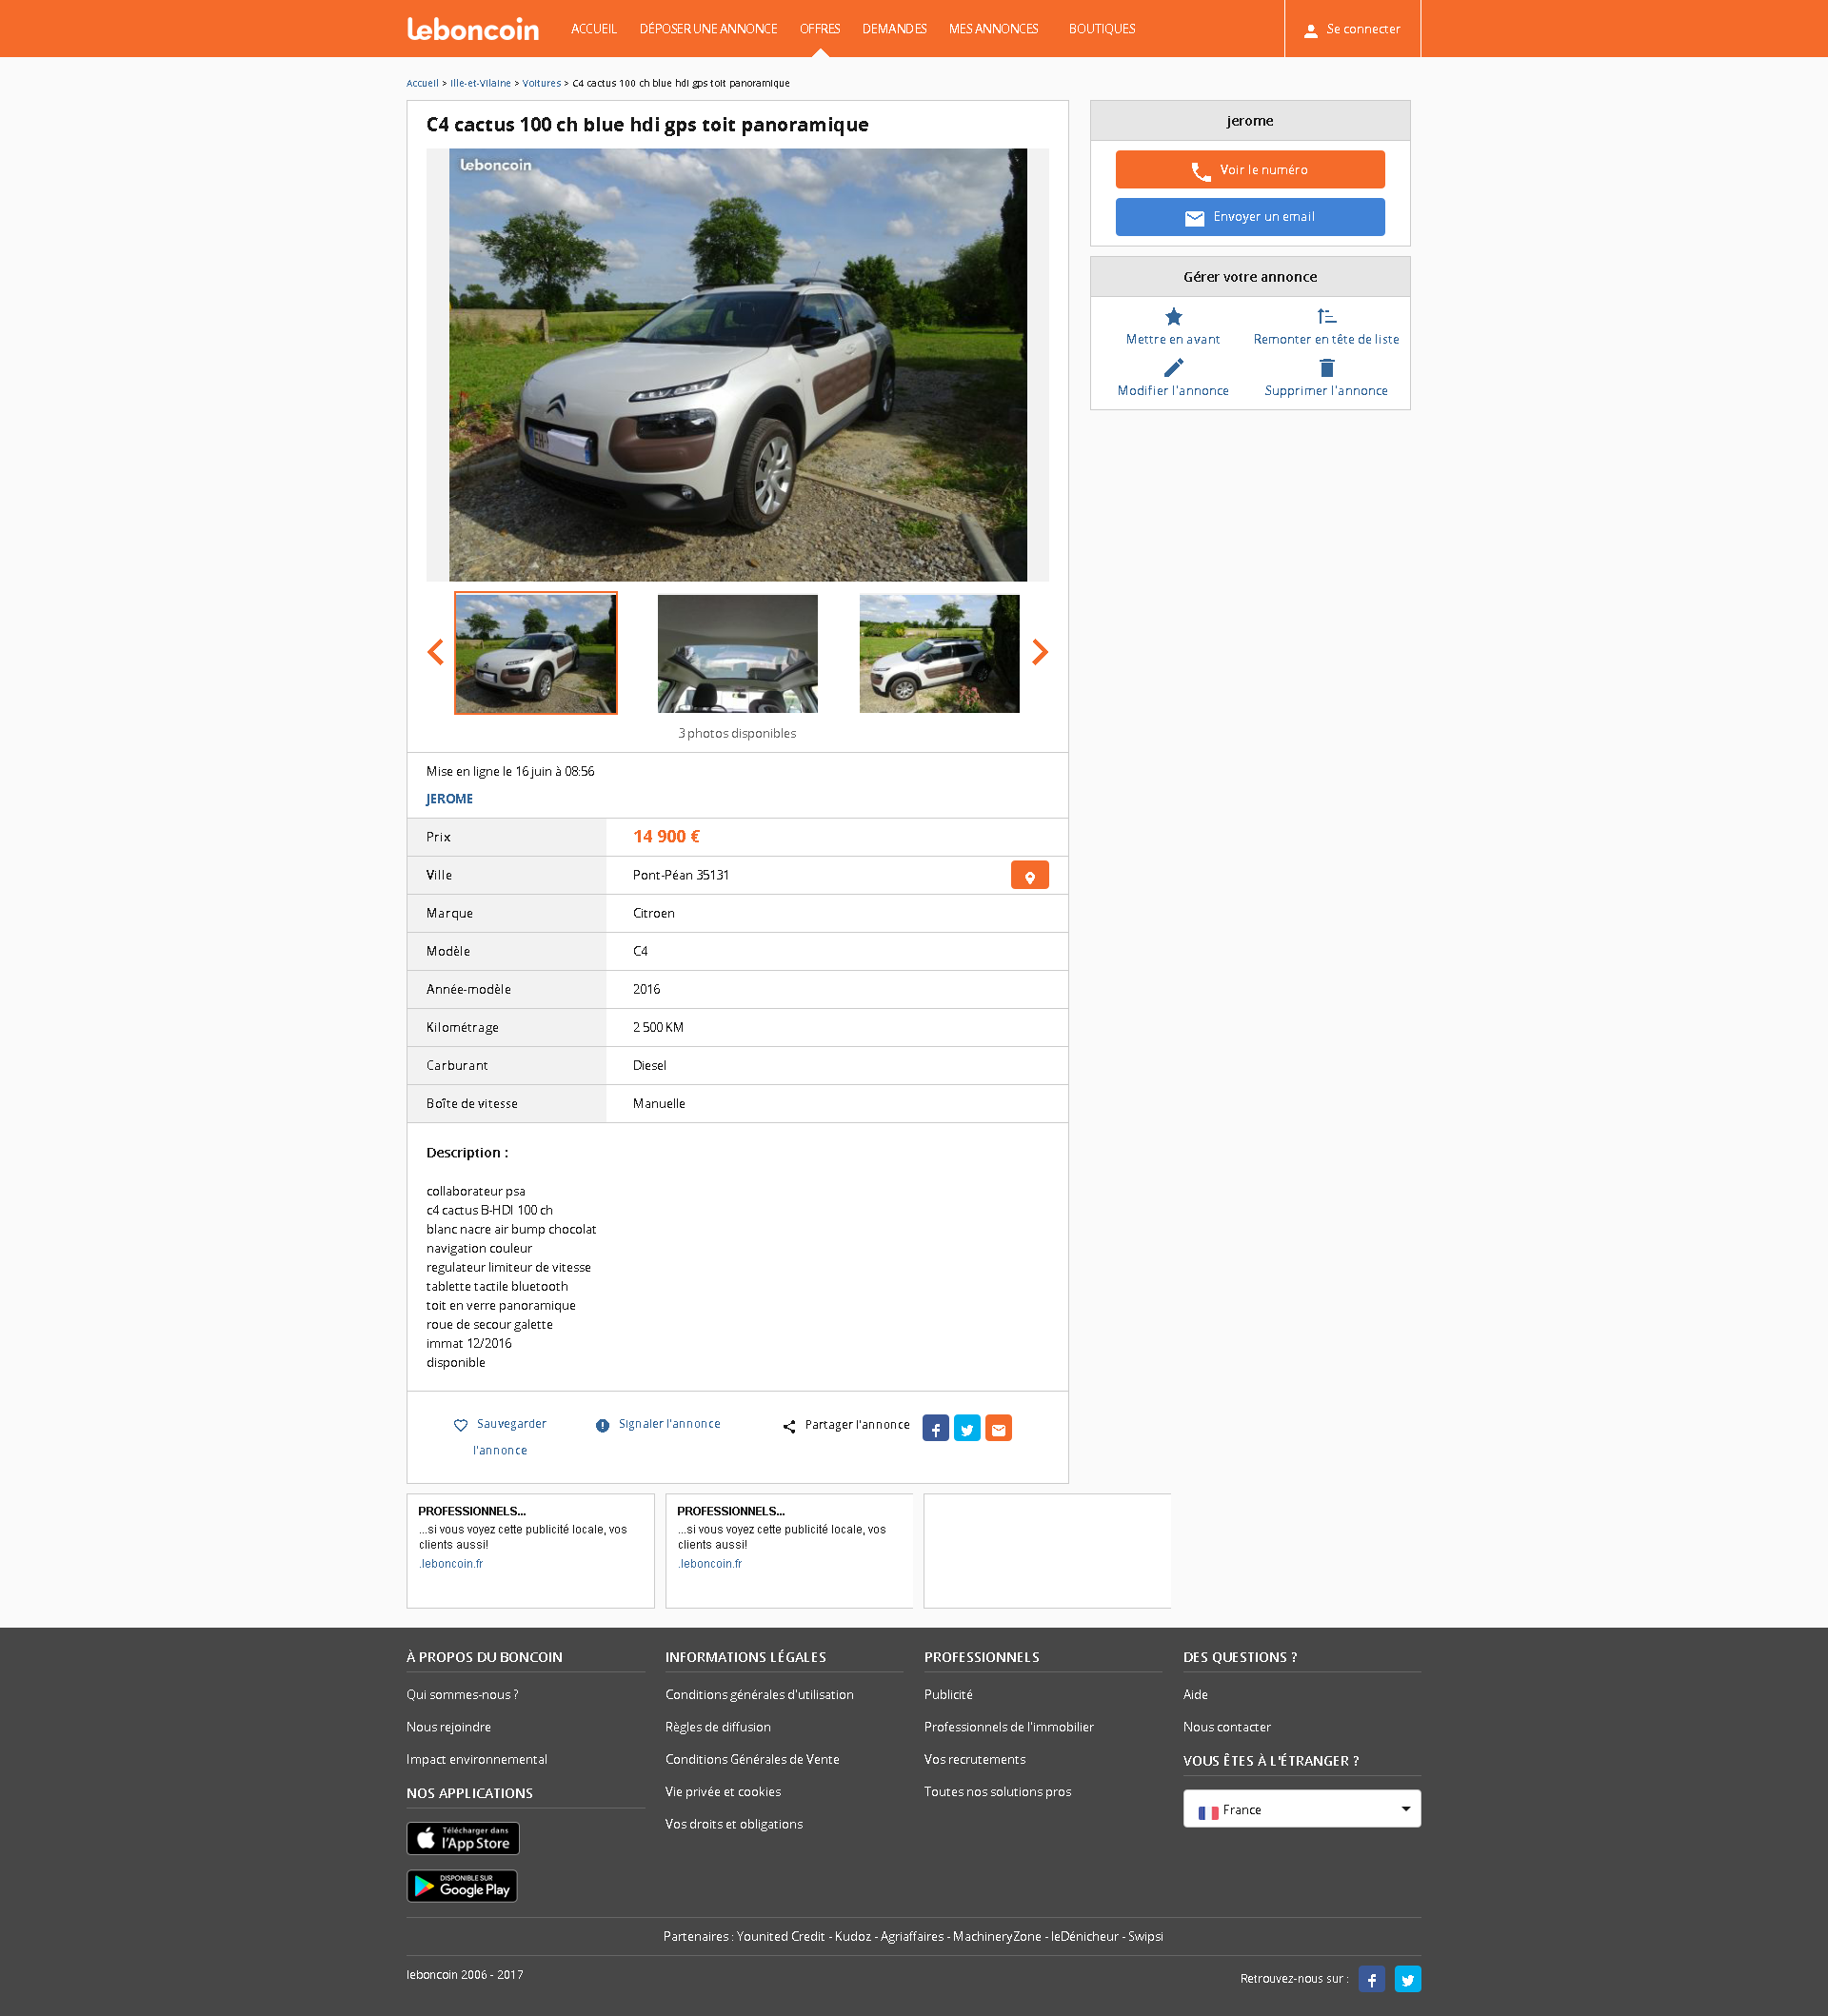 leboncoin
ACCUEIL DÉPOSER UNE ANNONCE OFFRES DEMANDES MES ANNONCES BOUTIQUES
Se connecter
Accueil > Ille-et-Vilaine > Voitures > C4 cactus 100 ch blue hdi gps toit panoramique
C4 cactus 100 ch blue hdi gps toit panoramique
leboncoin
jerome
Voir le numéro
Envoyer un email
Gérer votre annonce
Mettre en avant
Remonter en tête de liste
Modifier l'annonce
Supprimer l'annonce
3 photos disponibles
Mise en ligne le 16 juin à 08:56
JEROME
Prix 14 900 €
Ville Pont-Péan 35131
Marque Citroen
Modèle C4
Année-modèle 2016
Kilométrage 2 500 KM
Carburant Diesel
Boîte de vitesse Manuelle
Description :
collaborateur psa
c4 cactus B-HDI 100 ch
blanc nacre air bump chocolat
navigation couleur
regulateur limiteur de vitesse
tablette tactile bluetooth
toit en verre panoramique
roue de secour galette
immat 12/2016
disponible
Sauvegarder
l'annonce
Signaler l'annonce
Partager l'annonce
PROFESSIONNELS...
...si vous voyez cette publicité locale, vos
clients aussi!
.leboncoin.fr
PROFESSIONNELS...
...si vous voyez cette publicité locale, vos
clients aussi!
.leboncoin.fr
À PROPOS DU BONCOIN
Qui sommes-nous ?
Nous rejoindre
Impact environnemental
NOS APPLICATIONS
Télécharger dans
l'App Store
DISPONIBLE SUR
Google Play
INFORMATIONS LÉGALES
Conditions générales d'utilisation
Règles de diffusion
Conditions Générales de Vente
Vie privée et cookies
Vos droits et obligations
PROFESSIONNELS
Publicité
Professionnels de l'immobilier
Vos recrutements
Toutes nos solutions pros
DES QUESTIONS ?
Aide
Nous contacter
VOUS ÊTES À L'ÉTRANGER ?
France
Partenaires : Younited Credit - Kudoz - Agriaffaires - MachineryZone - leDénicheur - Swipsi
leboncoin 2006 - 2017
Retrouvez-nous sur :